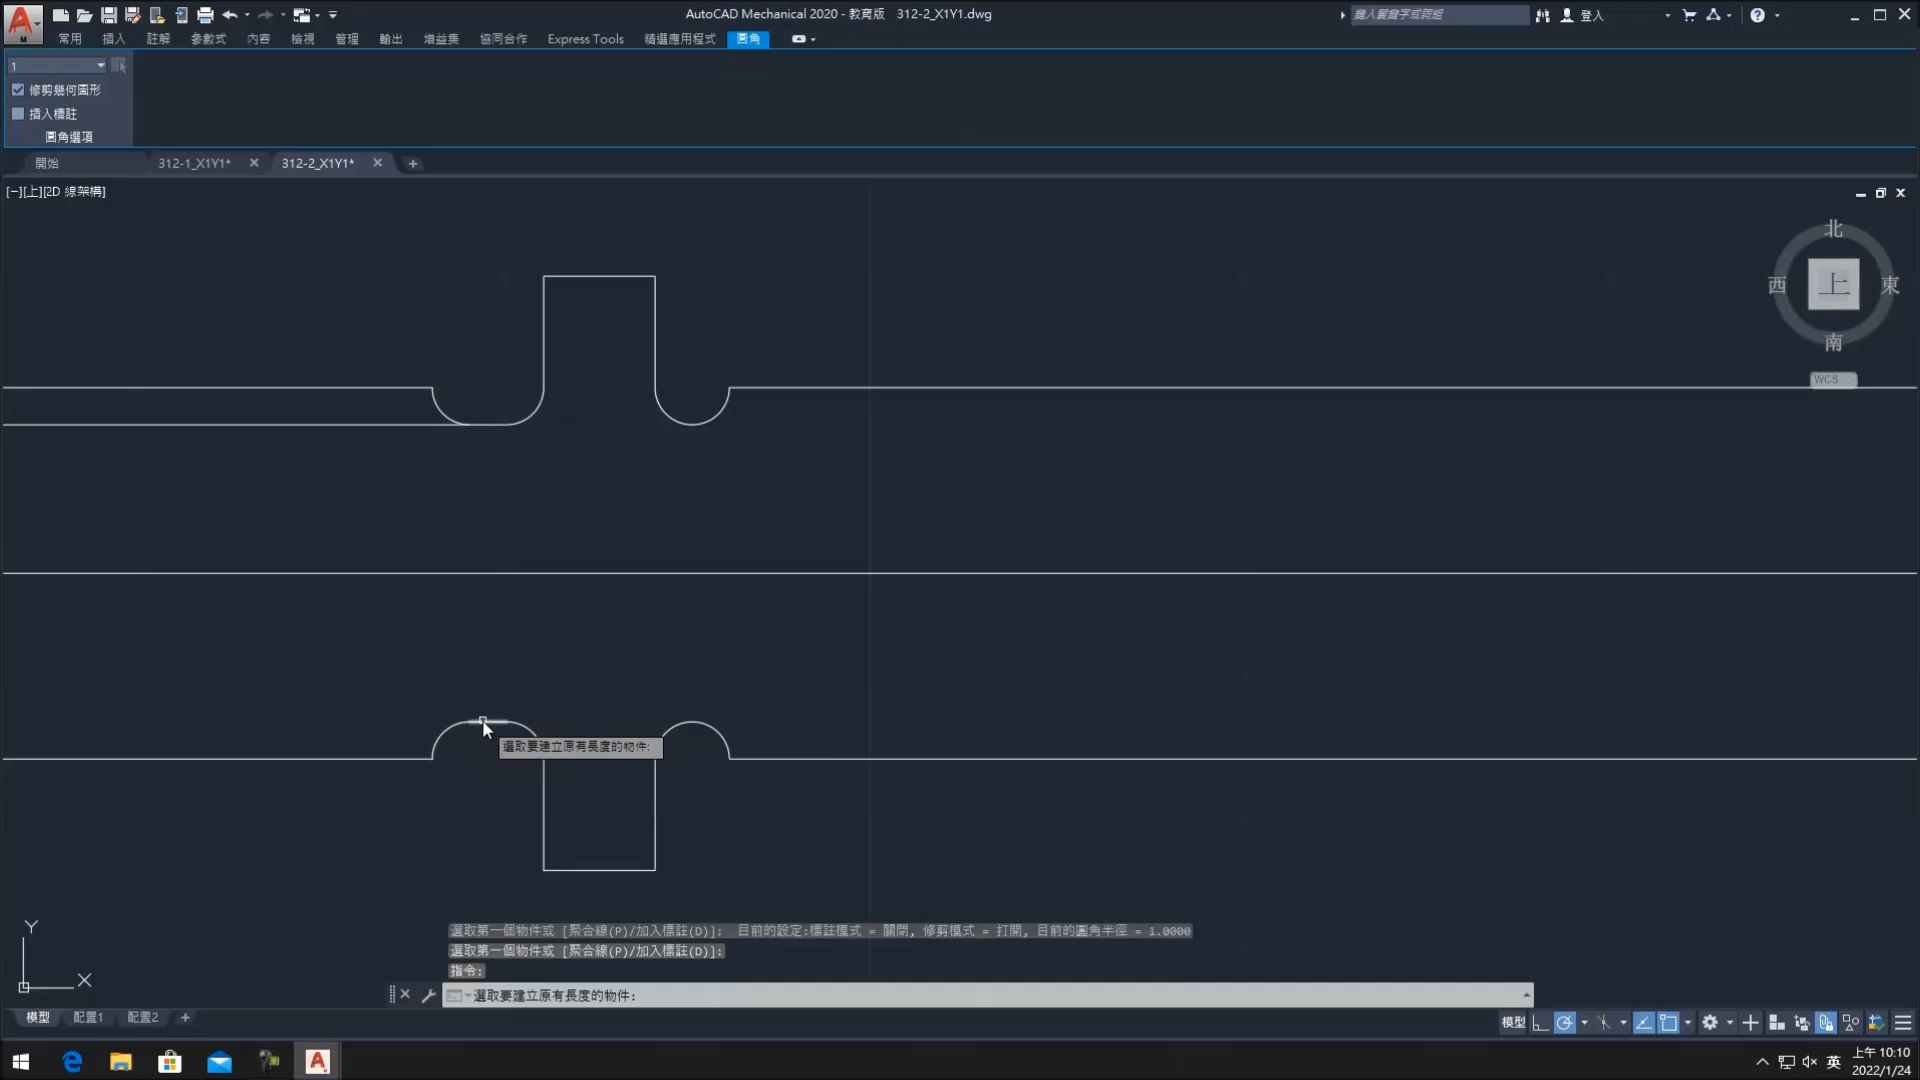 AutoCAD Mechanical 2020 - 教育版 312-2_X1Y1.dwg
鍵入關鍵字或詞組
登入
常用 插入 註解 參數式 內容 檢視 管理 輸出 增益集 協同合作 Express Tools 精選應用程式 圓角
1
修剪幾何圖形
插入標註
圓角選項
開始 312-1_X1Y1* 312-2_X1Y1*
[−][上][2D 線架構]
北
西 上 東
南
WCS
選取要建立原有長度的物件:
Y
X
選取第一個物件或 [聚合線(P)/加入標註(D)]: 目前的設定:標註模式 = 關閉, 修剪模式 = 打開, 目前的圓角半徑 = 1.0000
選取第一個物件或 [聚合線(P)/加入標註(D)]:
指令:
選取要建立原有長度的物件:
模型 配置1 配置2
模型
英
上午 10:10
2022/1/24